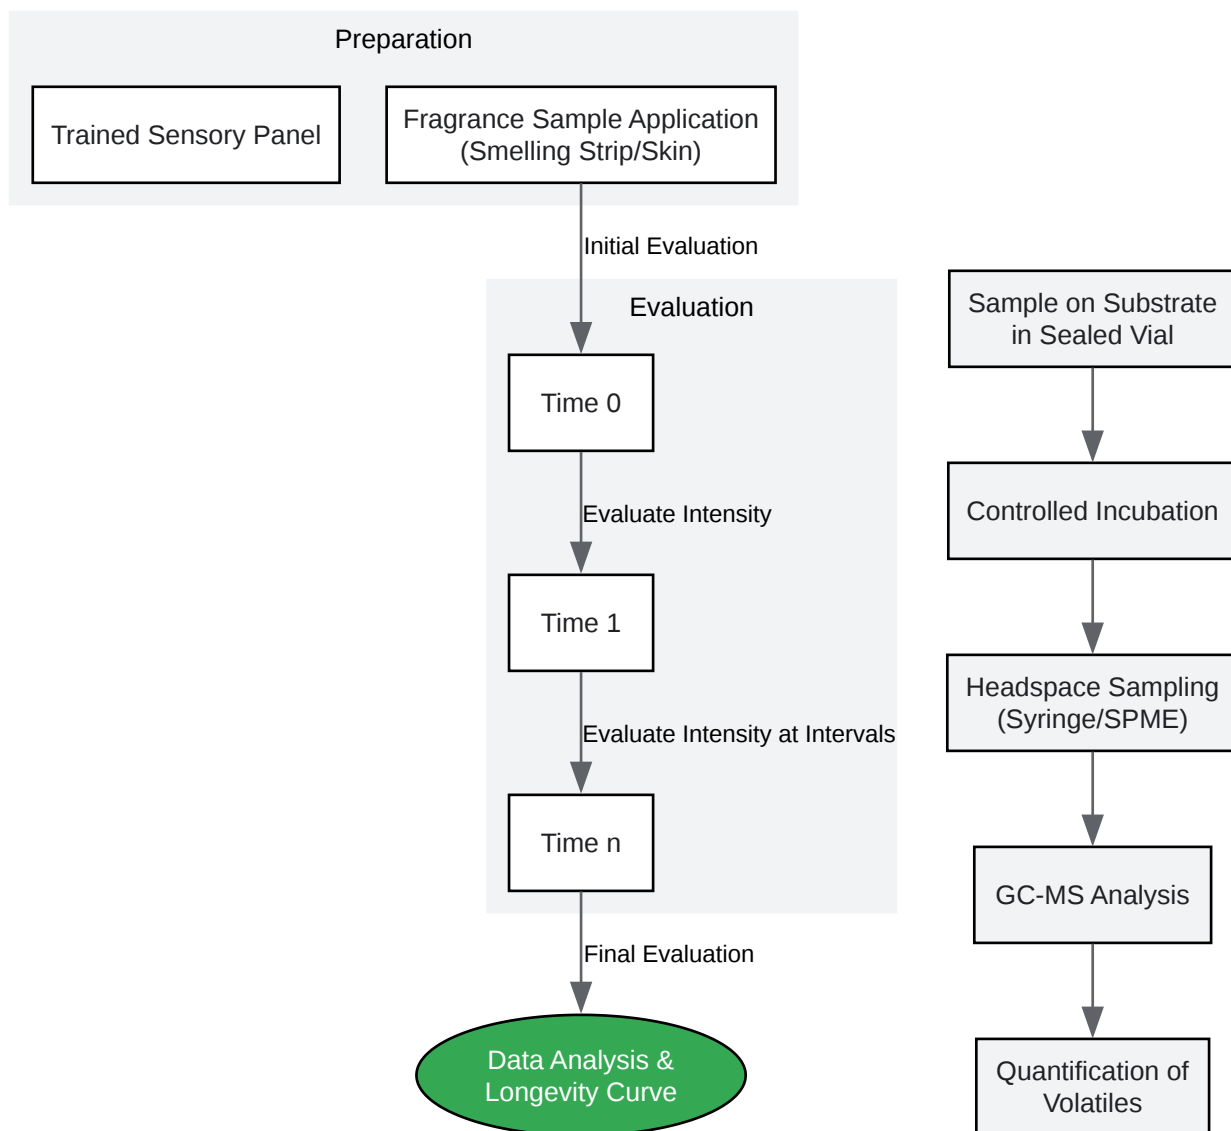 Preparation
Trained Sensory Panel
Fragrance Sample Application
(Smelling Strip/Skin)
Initial Evaluation
Evaluation
Time 0
Evaluate Intensity
Time 1
Evaluate Intensity at Intervals
Time n
Final Evaluation
Data Analysis &
Longevity Curve
Sample on Substrate
in Sealed Vial
Controlled Incubation
Headspace Sampling
(Syringe/SPME)
GC-MS Analysis
Quantification of
Volatiles